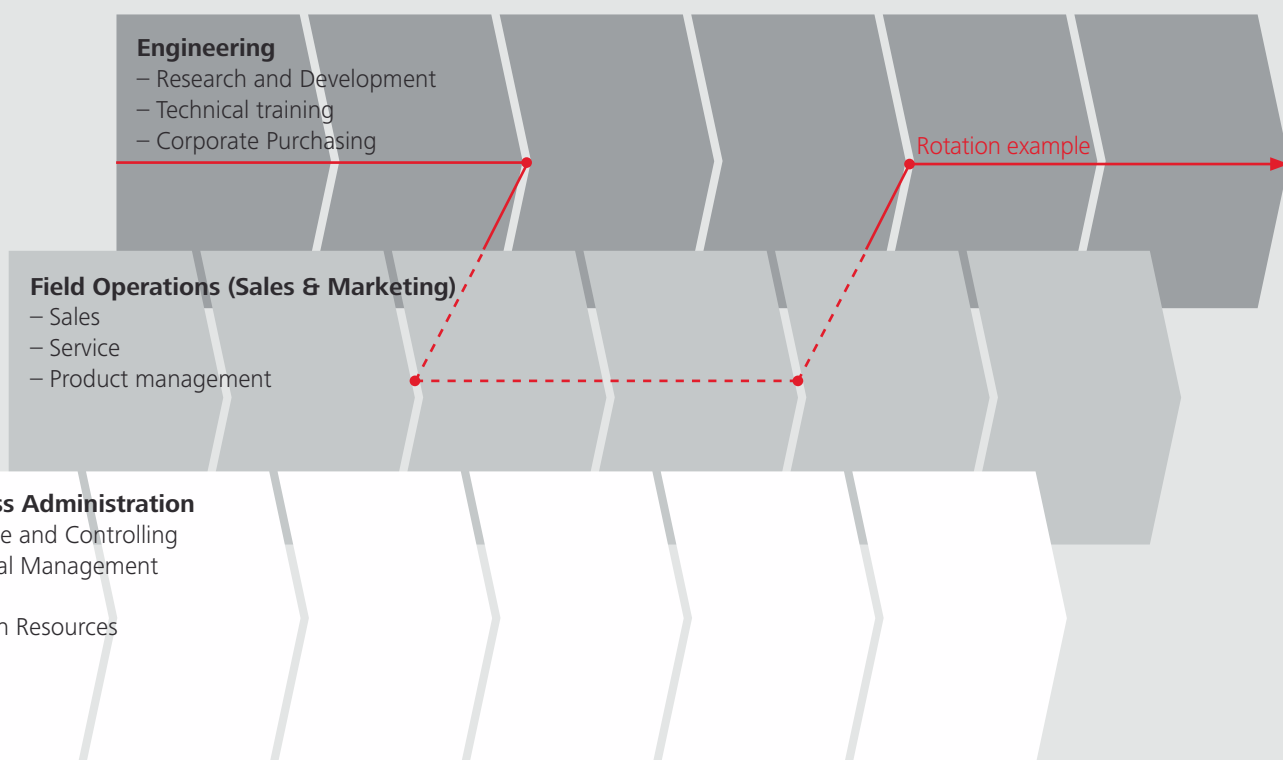 Engineering
– Research and Development
– Technical training
– Corporate Purchasing
Rotation example
Field Operations (Sales & Marketing)
– Sales
– Service
– Product management
ss Administration
e and Controlling
al Management
n Resources